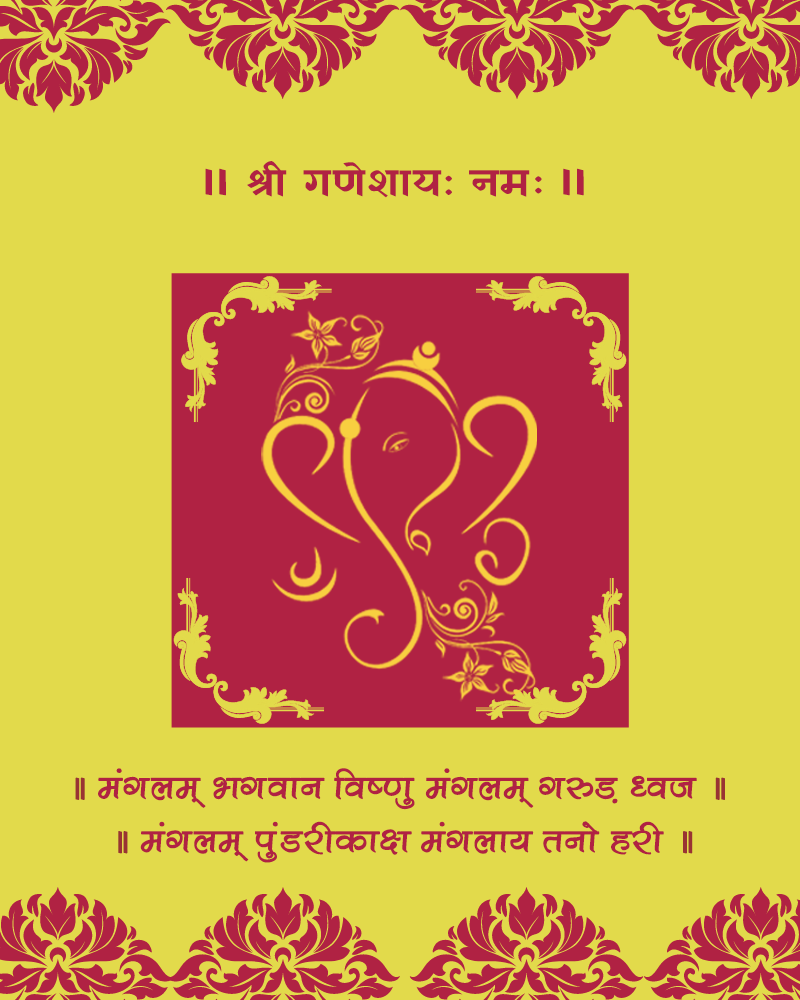 ॥ श्री गणेशायः नमः ॥
॥ मंगलम् भगवान विष्णु मंगलम् गरुड़ ध्वज ॥
॥ मंगलम् पुंडरीकाक्ष मंगलाय तनो हरी ॥